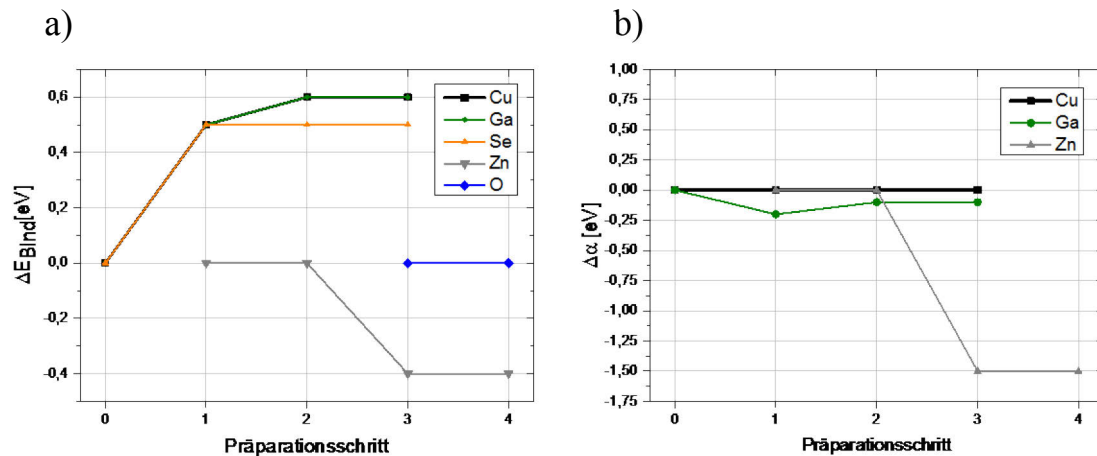 a)
0,6
0,4
0,2
0,0
-0,2
-0,4
ΔE_Bind[eV]
0
1
2
3
4
Präparationsschritt
Cu
Ga
Se
Zn
O
b)
1,00
0,75
0,50
0,25
0,00
-0,25
-0,50
-0,75
-1,00
-1,25
-1,50
-1,75
Δα [eV]
0
1
2
3
4
Präparationsschritt
Cu
Ga
Zn